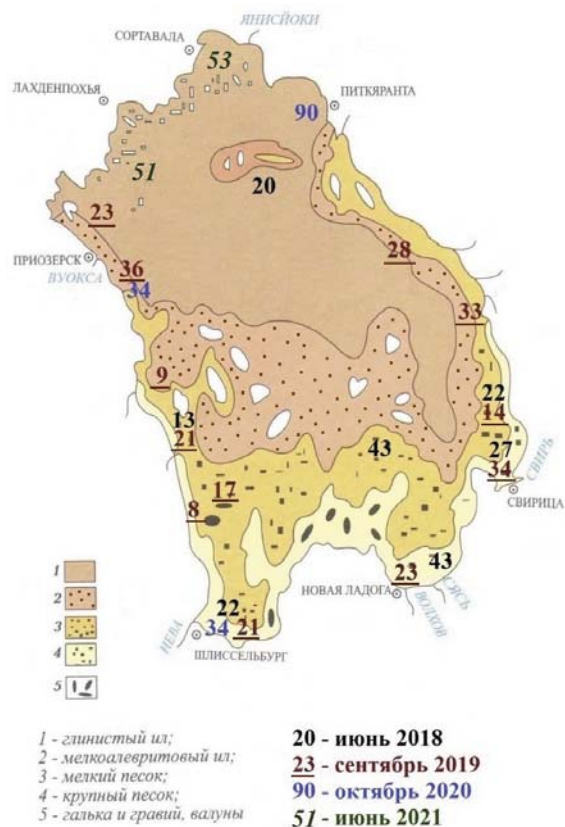 ЯНИСЙОКИ
СОРТАВАЛА
53
ЛАХДЕНПОХЬЯ
ПИТКЯРАНТА
90
51
20
23
28
ПРИОЗЕРСК
ВУОКСА
36
34
33
9
22
13
14
21
43
27
СВИРЬ
34
СВИРИЦА
17
8
43
23
СЯСЬ
НОВАЯ ЛАДОГА
ВОЛХОВ
22
НЕВА
34
21
ШЛИССЕЛЬБУРГ
1
2
3
4
5
1 - глинистый ил;
2 - мелкоалевритовый ил;
3 - мелкий песок;
4 - крупный песок;
5 - галька и гравий, валуны
20 - июнь 2018
23 - сентябрь 2019
90 - октябрь 2020
51 - июнь 2021